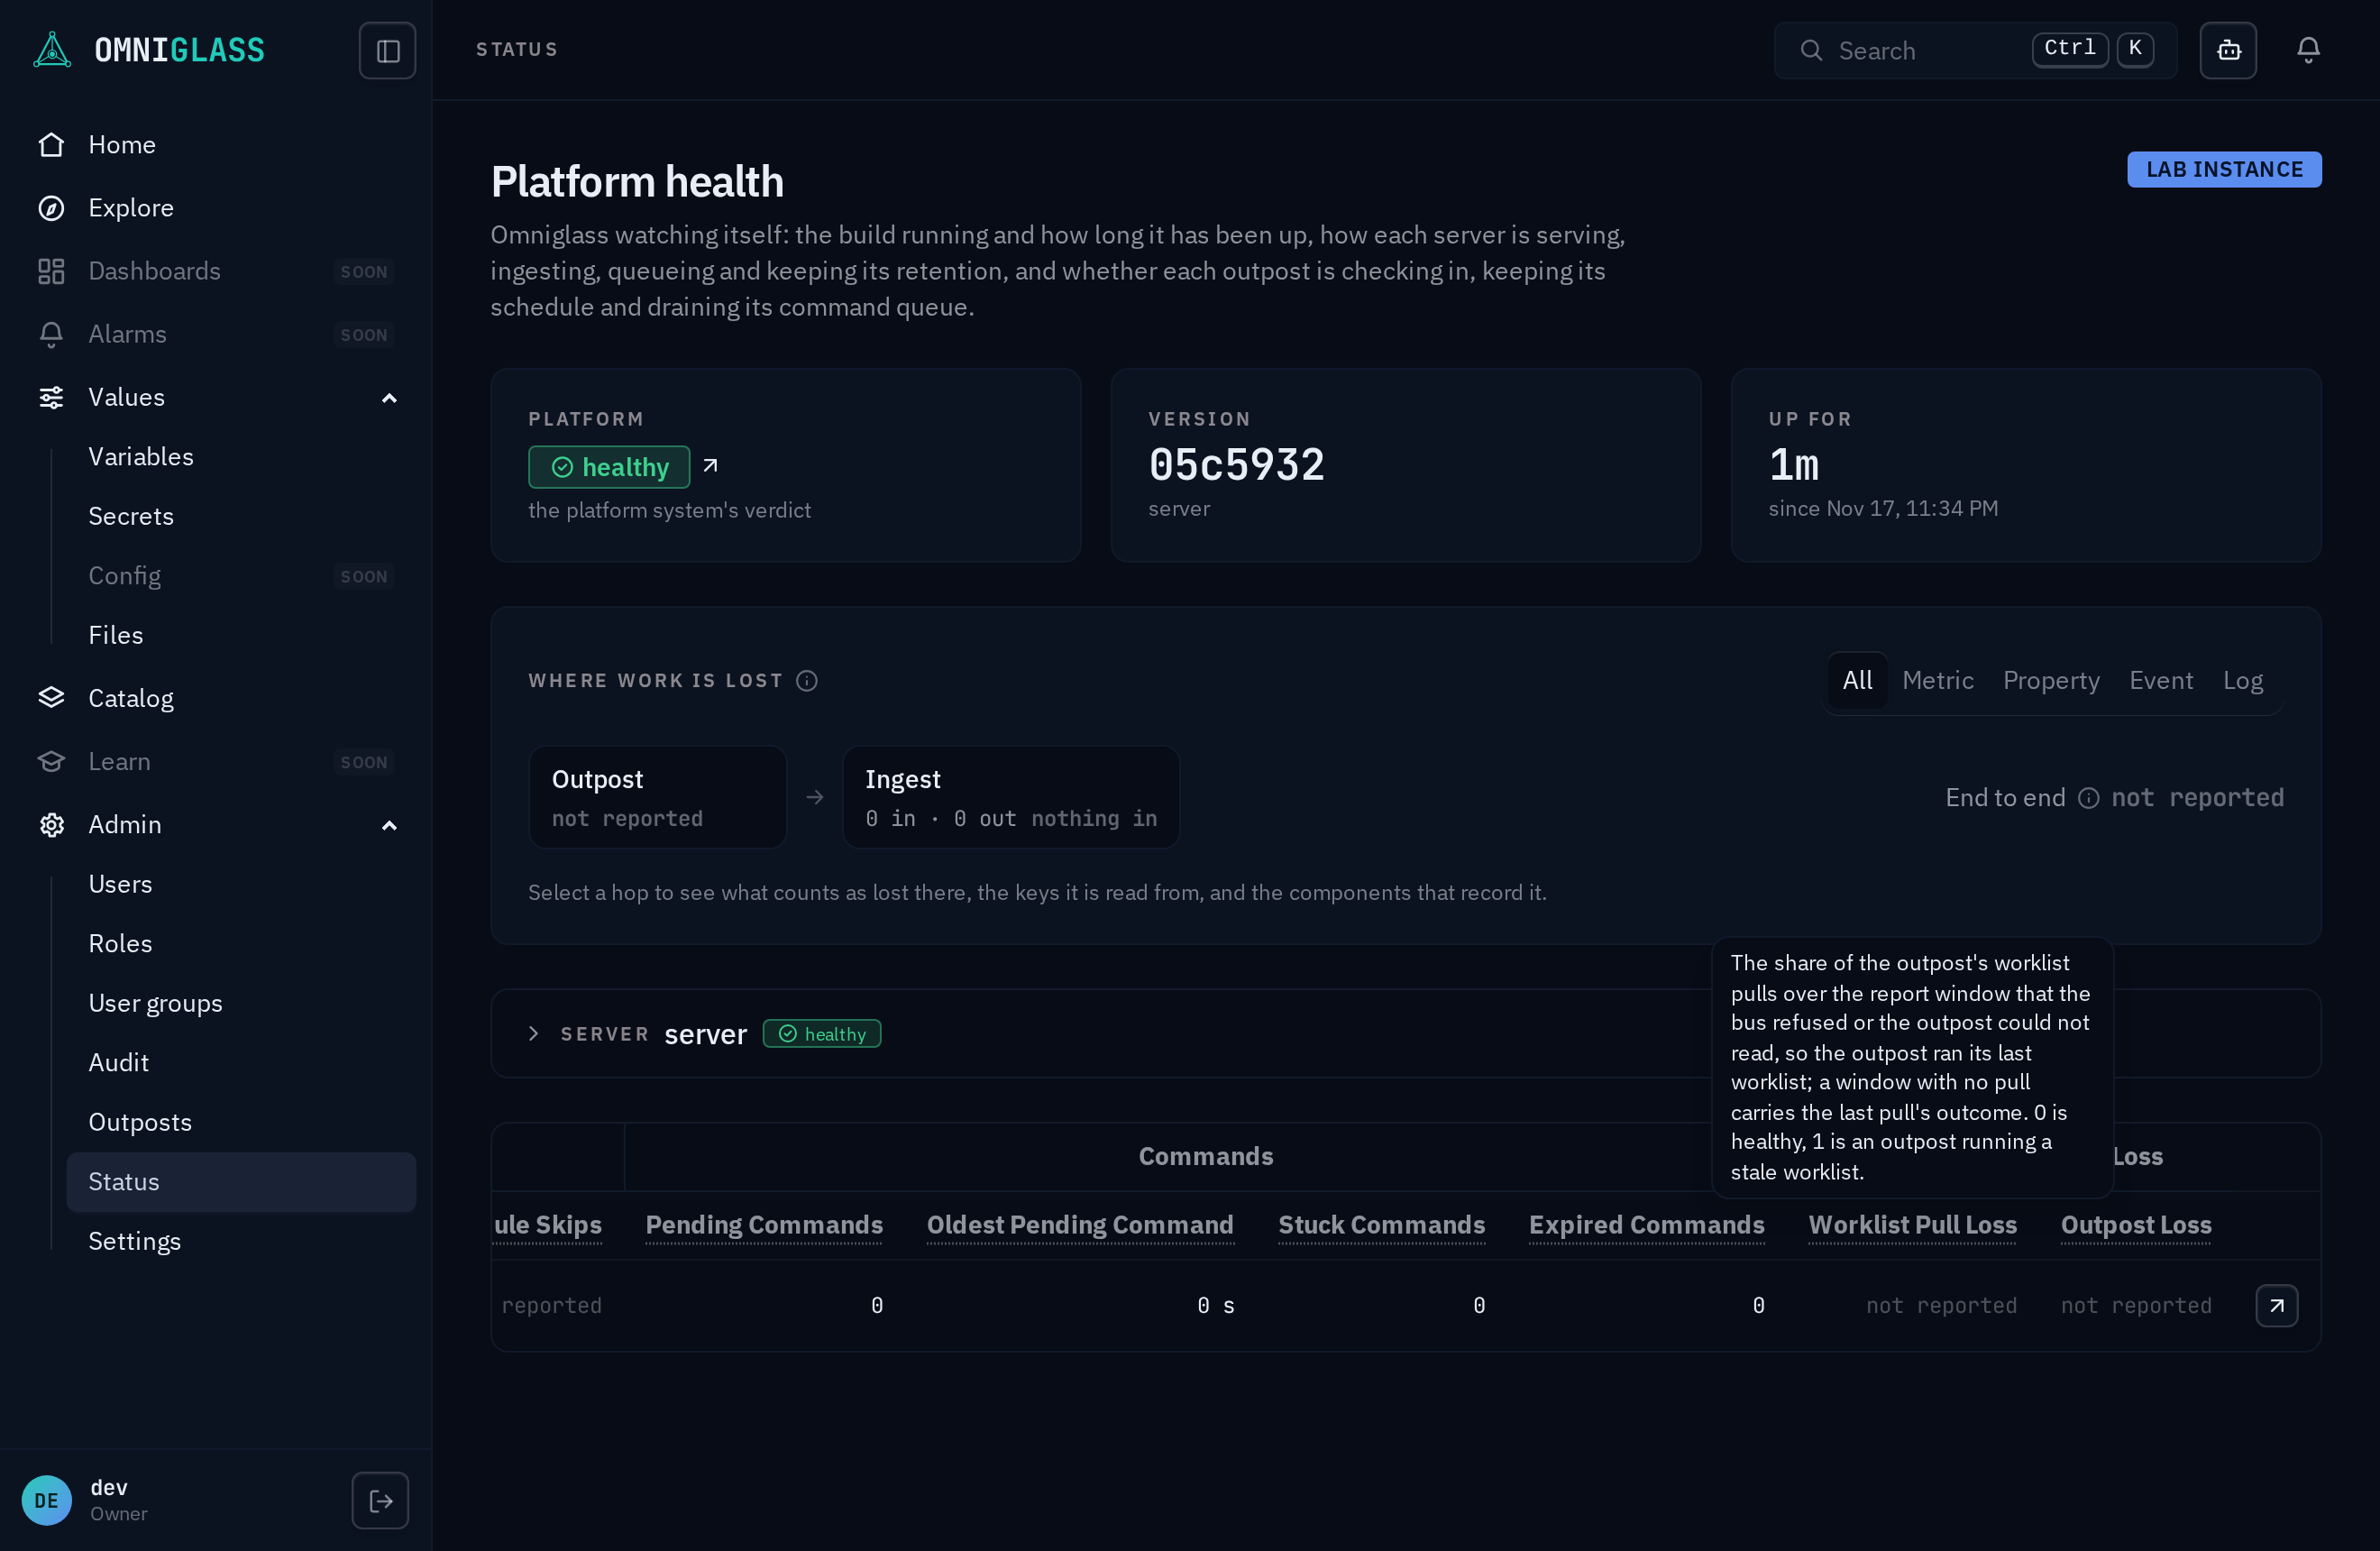 OMNIGLASS
STATUS
Search
Ctrl K
Home
Explore
Dashboards SOON
Alarms SOON
Values
Variables
Secrets
Config SOON
Files
Catalog
Learn SOON
Admin
Users
Roles
User groups
Audit
Outposts
Status
Settings
DE
dev
Owner
Platform health
LAB INSTANCE
Omniglass watching itself: the build running and how long it has been up, how each server is serving,
ingesting, queueing and keeping its retention, and whether each outpost is checking in, keeping its
schedule and draining its command queue.
PLATFORM
healthy
the platform system's verdict
VERSION
05c5932
server
UP FOR
1m
since Nov 17, 11:34 PM
WHERE WORK IS LOST
All Metric Property Event Log
Outpost
not reported
Ingest
0 in · 0 out nothing in
End to end not reported
Select a hop to see what counts as lost there, the keys it is read from, and the components that record it.
SERVER server healthy
The share of the outpost's worklist
pulls over the report window that the
bus refused or the outpost could not
read, so the outpost ran its last
worklist; a window with no pull
carries the last pull's outcome. 0 is
healthy, 1 is an outpost running a
stale worklist.
Commands Loss
ule Skips Pending Commands Oldest Pending Command Stuck Commands Expired Commands Worklist Pull Loss Outpost Loss
reported 0 0 s 0 0 not reported not reported